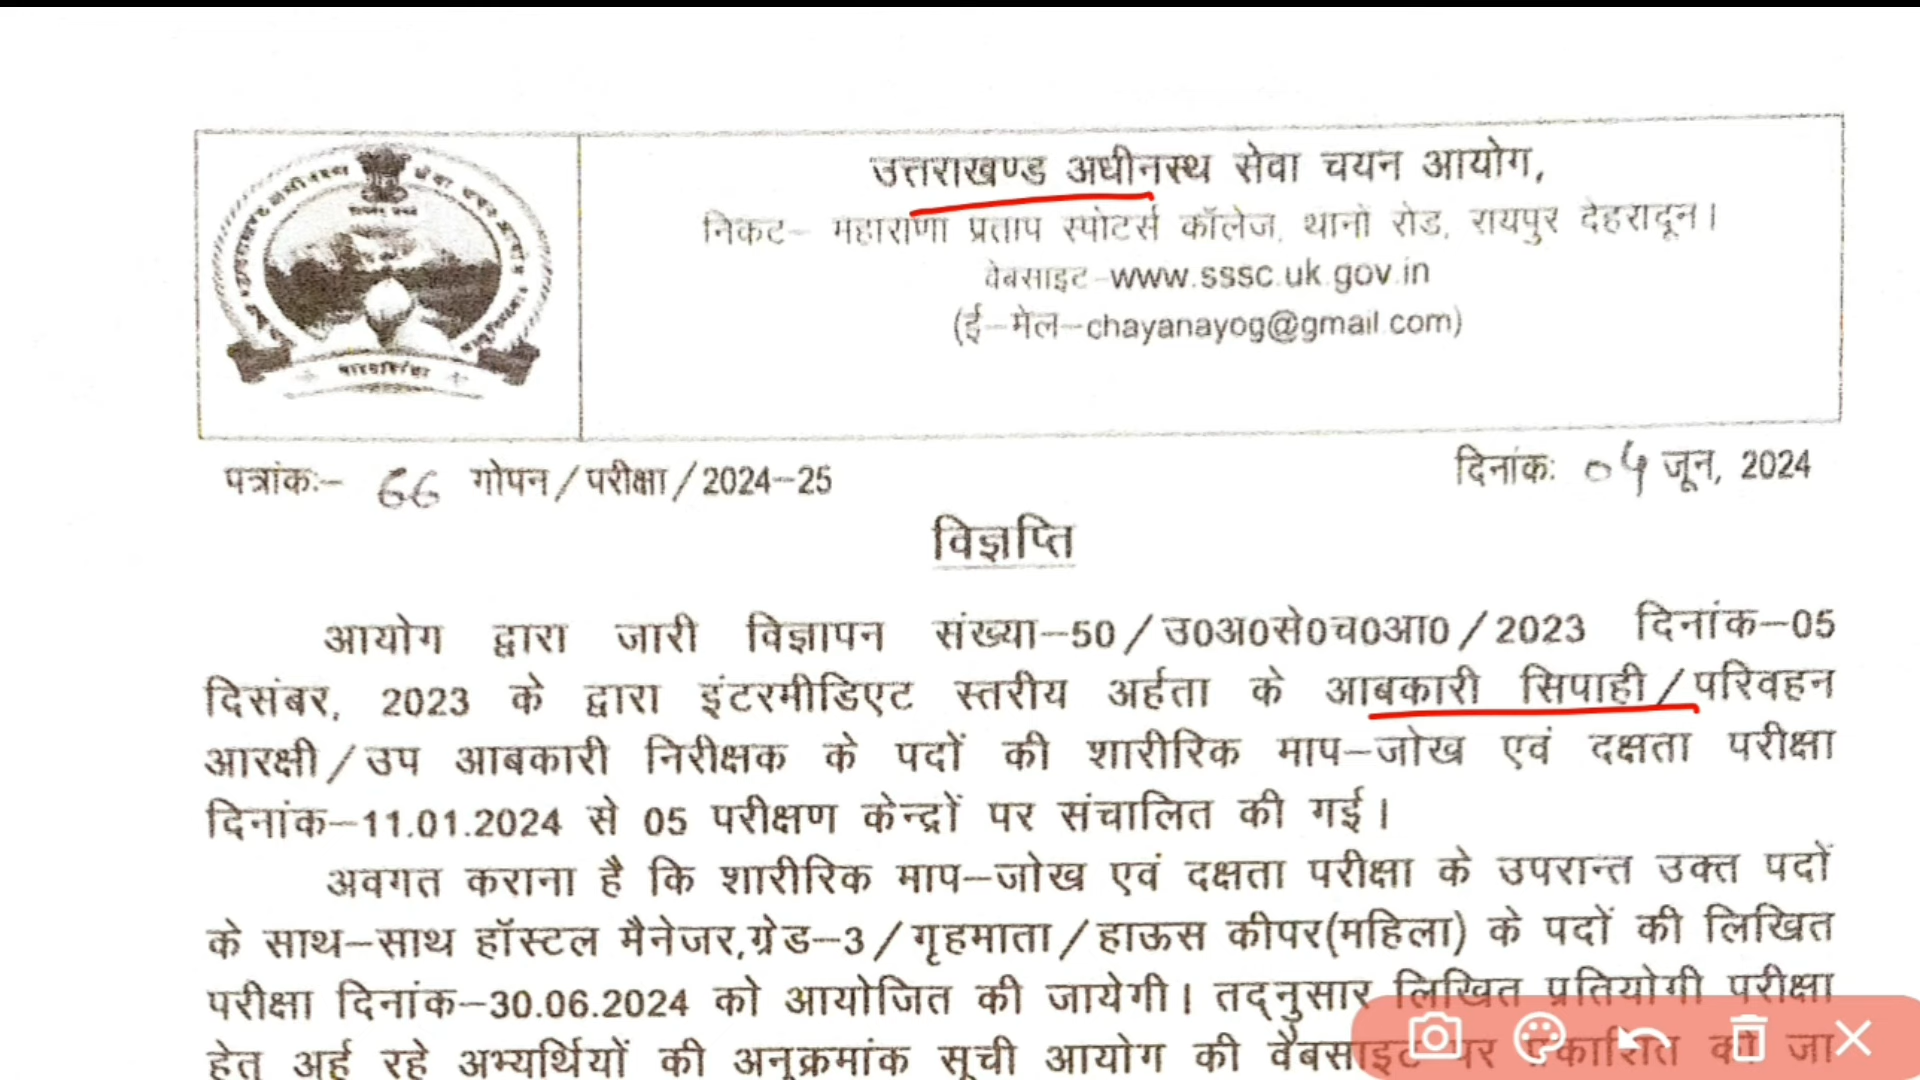 उत्तराखण्ड अधीनस्थ सेवा चयन आयोग,
निकट– महाराणा प्रताप स्पोटर्स कॉलेज, थानो रोड, रायपुर देहरादून।
वेबसाइट–www.sssc.uk.gov.in
(ई–मेल–chayanayog@gmail.com)
पत्रांकः– 66 गोपन/परीक्षा/2024–25
दिनांकः 04 जून, 2024
विज्ञप्ति
आयोग द्वारा जारी विज्ञापन संख्या–50/उ0अ0से0च0आ0/2023 दिनांक–05
दिसंबर, 2023 के द्वारा इंटरमीडिएट स्तरीय अर्हता के आबकारी सिपाही/परिवहन
आरक्षी/उप आबकारी निरीक्षक के पदों की शारीरिक माप–जोख एवं दक्षता परीक्षा
दिनांक–11.01.2024 से 05 परीक्षण केन्द्रों पर संचालित की गई।
अवगत कराना है कि शारीरिक माप–जोख एवं दक्षता परीक्षा के उपरान्त उक्त पदों
के साथ–साथ हॉस्टल मैनेजर,ग्रेड–3/गृहमाता/हाऊस कीपर(महिला) के पदों की लिखित
परीक्षा दिनांक–30.06.2024 को आयोजित की जायेगी। तद्नुसार लिखित प्रतियोगी परीक्षा
हेतु अर्ह रहे अभ्यर्थियों की अनुक्रमांक सूची आयोग की वैबसाइट पर प्रकाशित की जा